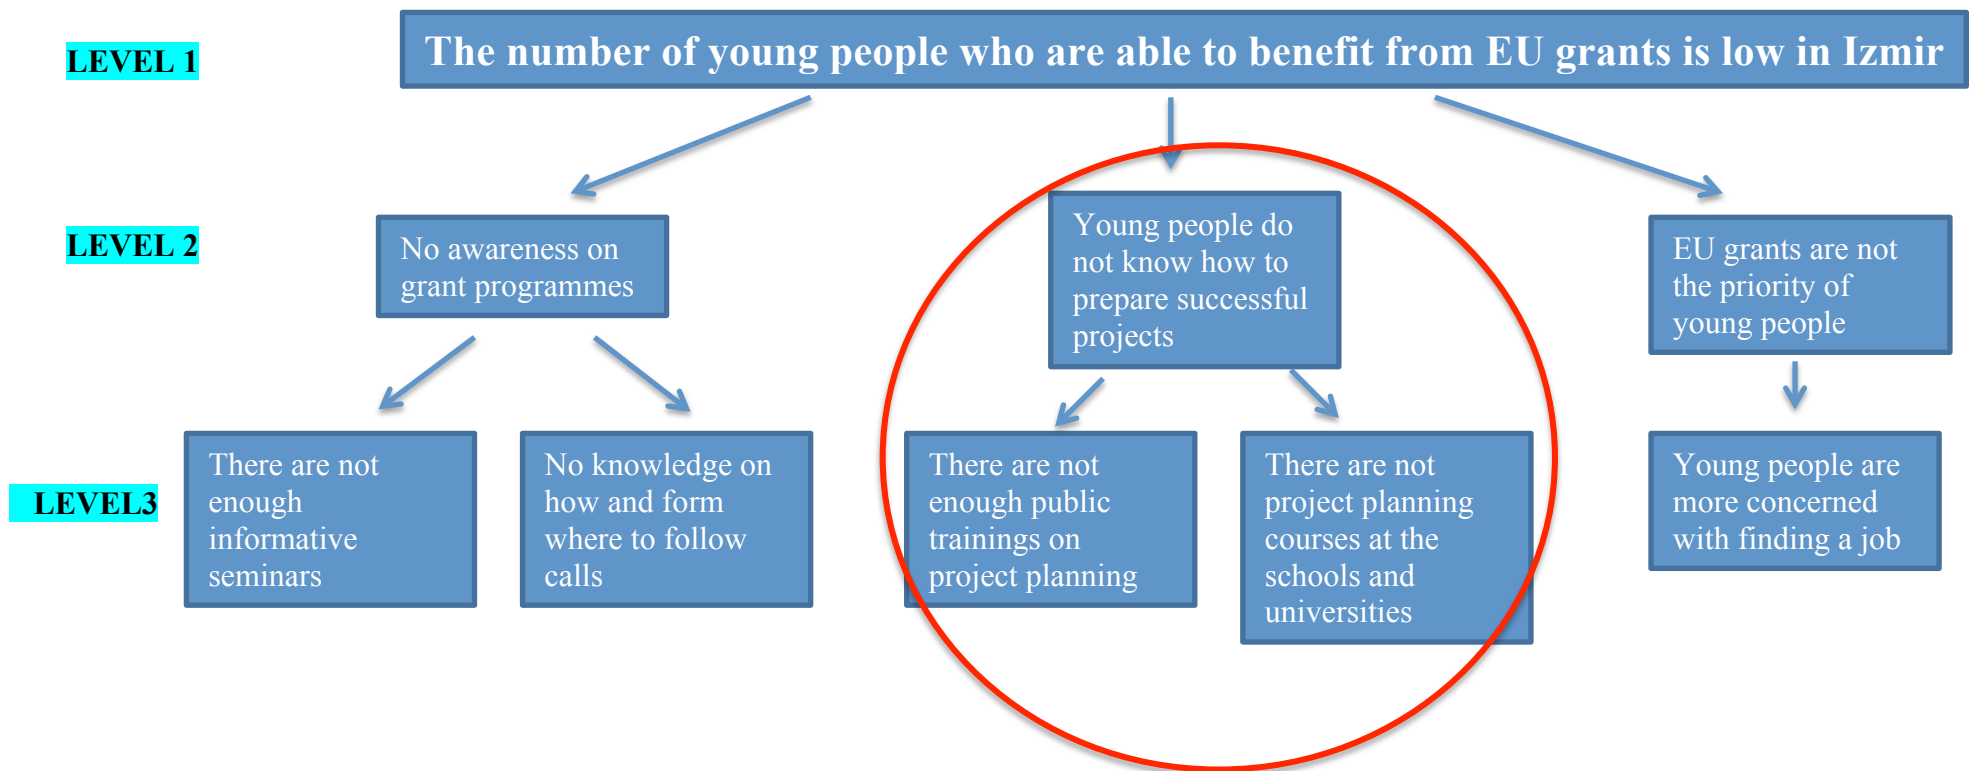 LEVEL 1
The number of young people who are able to benefit from EU grants is low in Izmir
LEVEL 2
No awareness on
grant programmes
Young people do
not know how to
prepare successful
projects
EU grants are not
the priority of
young people
LEVEL3
There are not
enough
informative
seminars
No knowledge on
how and form
where to follow
calls
There are not
enough public
trainings on
project planning
There are not
project planning
courses at the
schools and
universities
Young people are
more concerned
with finding a job